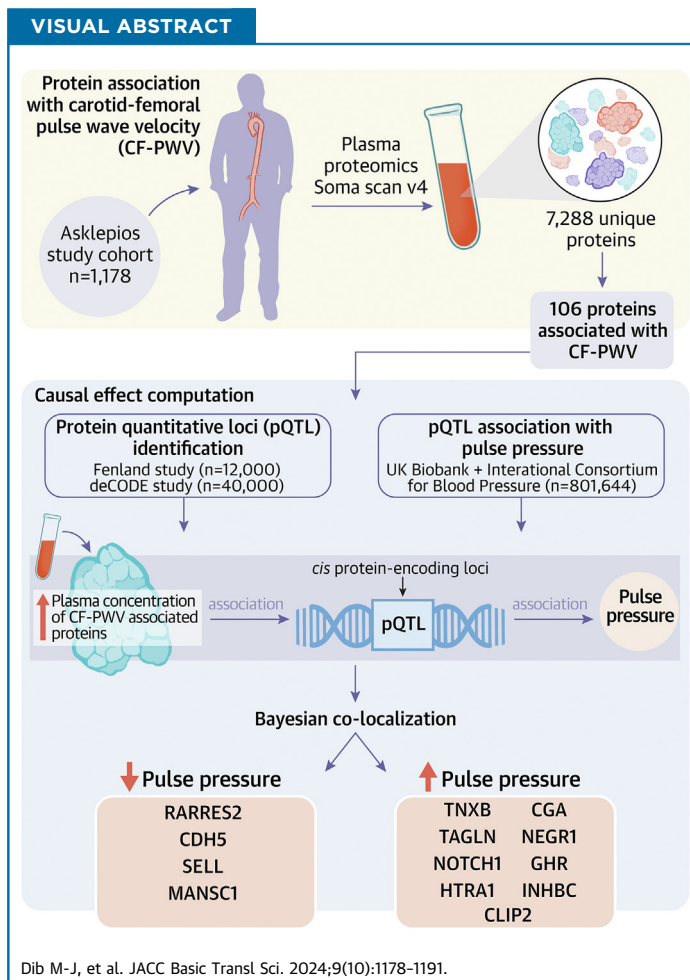 VISUAL ABSTRACT
Protein association
with carotid-femoral
pulse wave velocity
(CF-PWV)
Asklepios
study cohort
n=1,178
Plasma
proteomics
Soma scan v4
7,288 unique
proteins
106 proteins
associated with
CF-PWV
Causal effect computation
Protein quantitative loci (pQTL)
identification
Fenland study (n=12,000)
deCODE study (n=40,000)
pQTL association with
pulse pressure
UK Biobank + Interational Consortium
for Blood Pressure (n=801,644)
Plasma concentration
of CF-PWV associated
proteins
association
cis protein-encoding loci
pQTL
association
Pulse
pressure
Bayesian co-localization
Pulse pressure
RARRES2
CDH5
SELL
MANSC1
Pulse pressure
TNXB CGA
TAGLN NEGR1
NOTCH1 GHR
HTRA1 INHBC
CLIP2
Dib M-J, et al. JACC Basic Transl Sci. 2024;9(10):1178–1191.